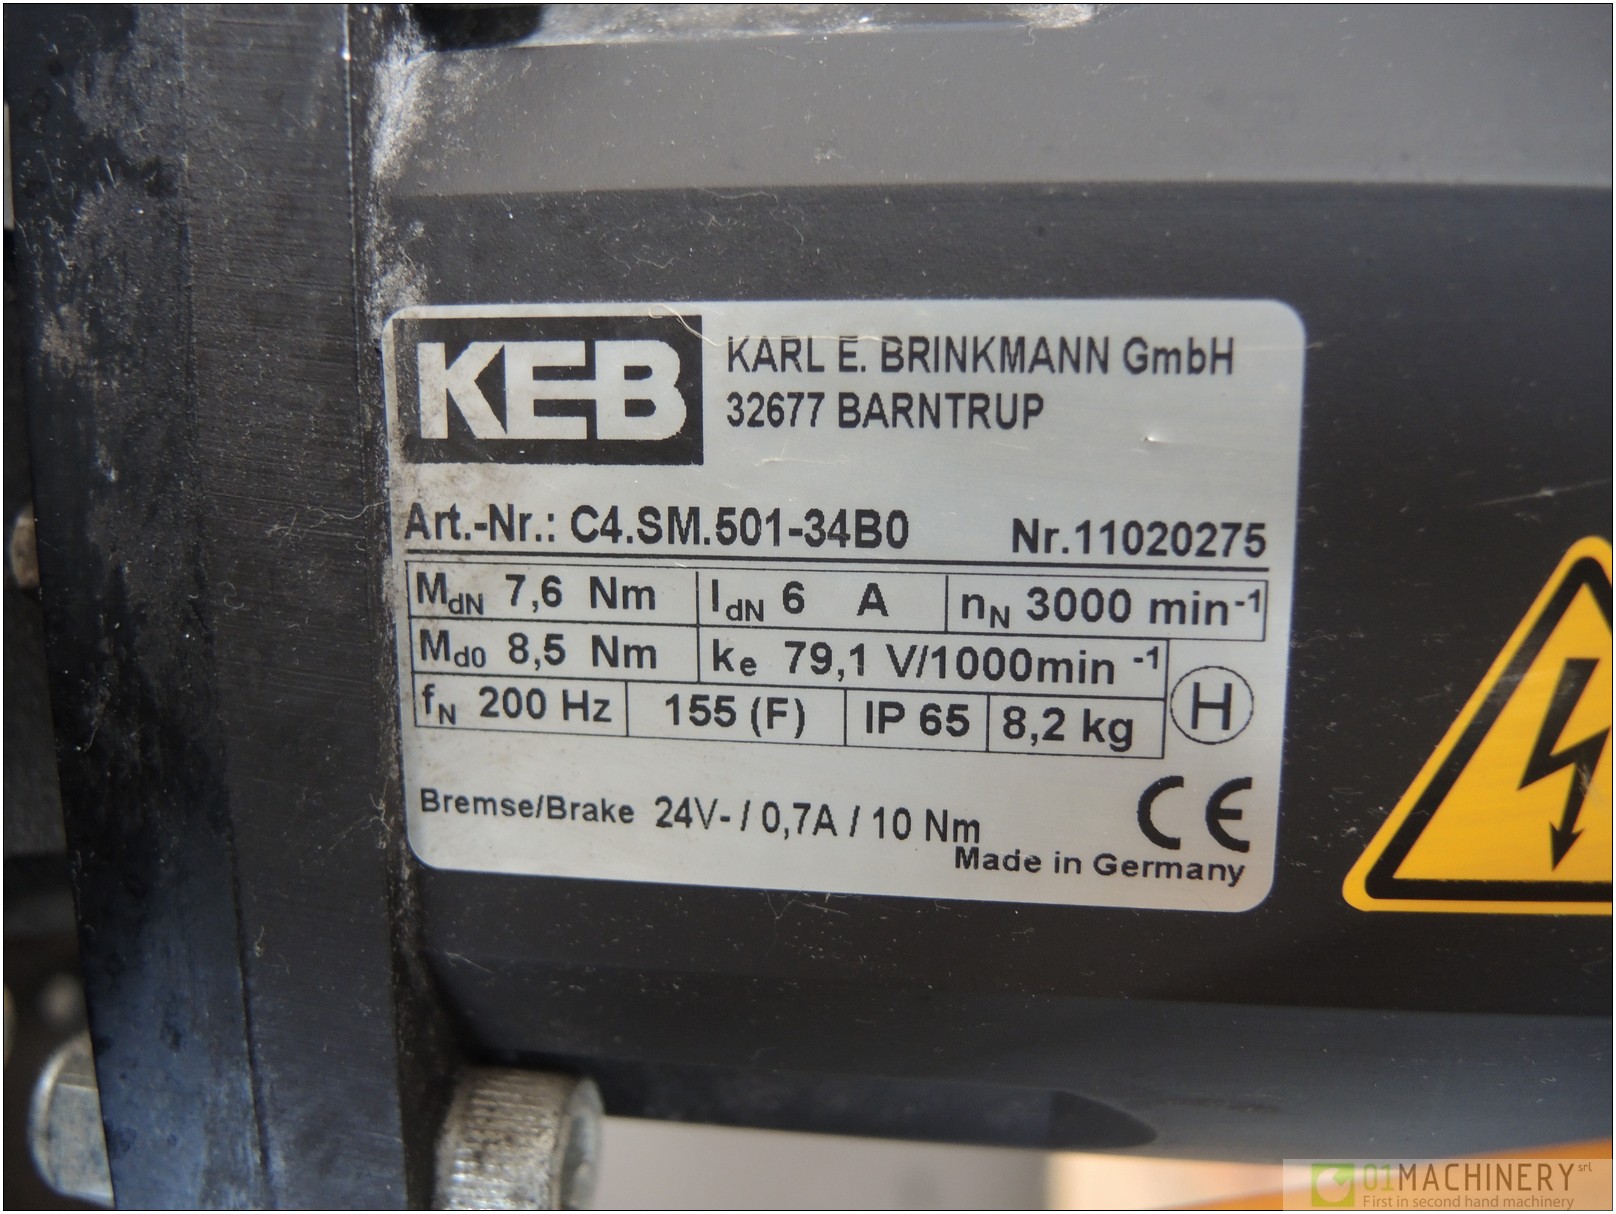 KEB
KARL E. BRINKMANN GmbH
32677 BARNTRUP
Art.-Nr.: C4.SM.501-34B0 Nr.11020275
MdN 7,6 Nm IdN 6 A nN 3000 min-1
Md0 8,5 Nm ke 79,1 V/1000min -1
fN 200 Hz 155 (F) IP 65 8,2 kg H
Bremse/Brake 24V- / 0,7A / 10 Nm CE
Made in Germany
01MACHINERY srl
First in second hand machinery